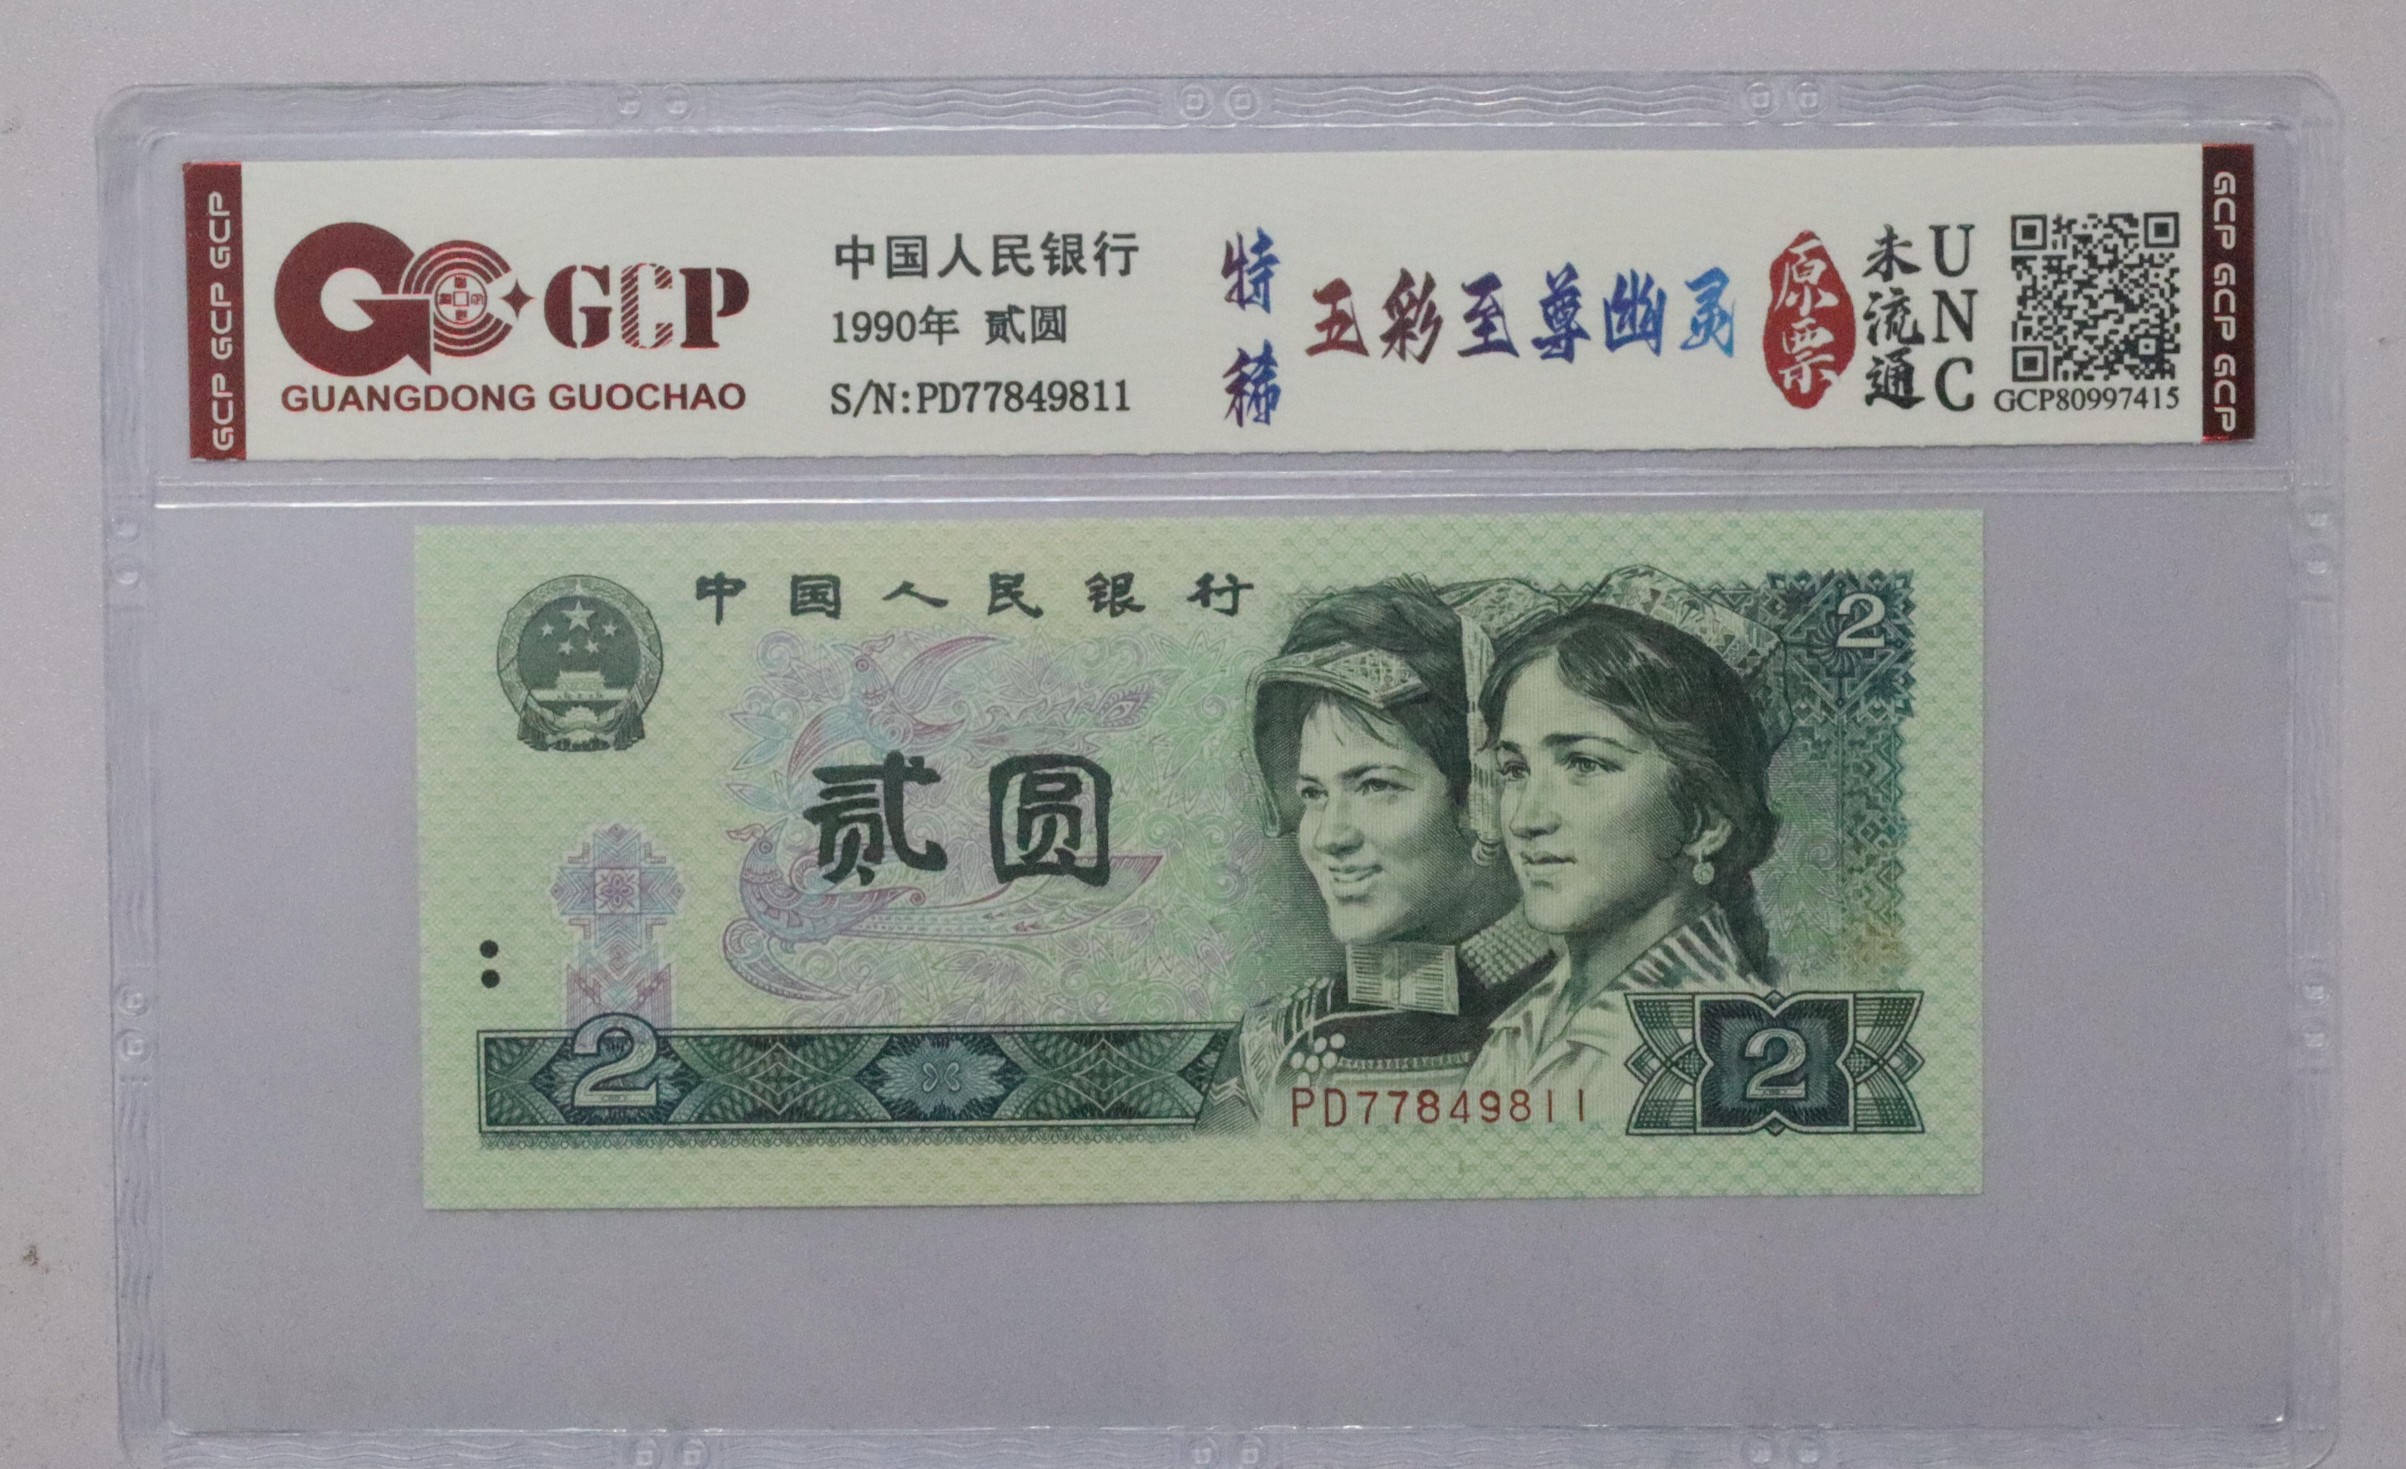 GCP GCP GCP
GCP
GUANGDONG GUOCHAO
中国人民银行
1990年 贰圆
S/N:PD77849811
特稀
五彩至尊幽灵
原票
未流通
UNC
GCP80997415
GCP GCP GCP
中国人民银行
2
贰圆
2
2
PD77849811